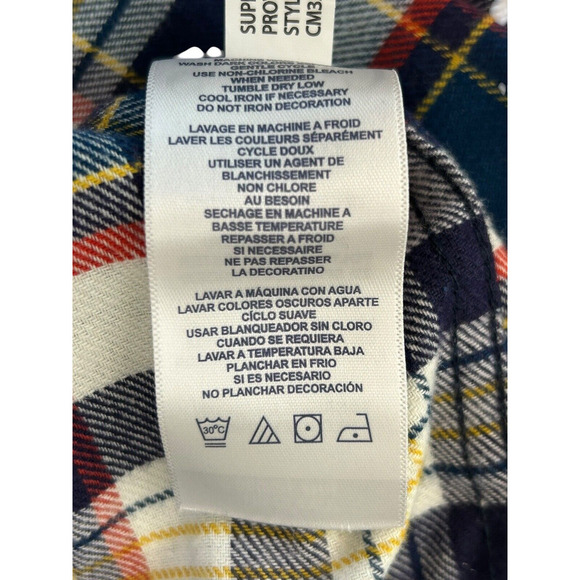 SUP
PRO
STYL
CM3
WASH DARK COLORS
GENTLE CYCLE
USE NON-CHLORINE BLEACH
WHEN NEEDED
TUMBLE DRY LOW
COOL IRON IF NECESSARY
DO NOT IRON DECORATION
LAVAGE EN MACHINE A FROID
LAVER LES COULEURS SÉPARÉMENT
CYCLE DOUX
UTILISER UN AGENT DE
BLANCHISSEMENT
NON CHLORE
AU BESOIN
SECHAGE EN MACHINE A
BASSE TEMPERATURE
REPASSER A FROID
SI NECESSAIRE
NE PAS REPASSER
LA DECORATINO
LAVAR A MÁQUINA CON AGUA
LAVAR COLORES OSCUROS APARTE
CÍCLO SUAVE
USAR BLANQUEADOR SIN CLORO
CUANDO SE REQUIERA
LAVAR A TEMPERATURA BAJA
PLANCHAR EN FRIO
SI ES NECESARIO
NO PLANCHAR DECORACIÓN
30°C